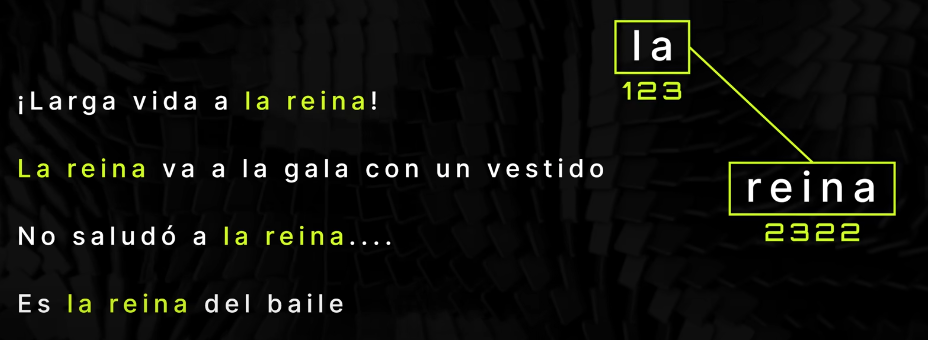 la
123
¡Larga vida a la reina!
La reina va a la gala con un vestido
reina
2322
No saludó a la reina....
Es la reina del baile